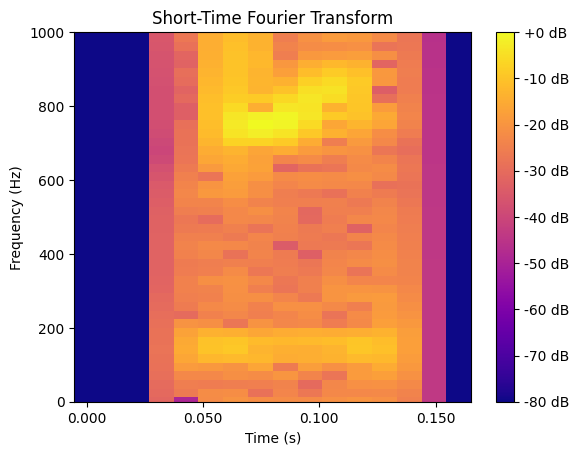 Short-Time Fourier Transform
1000
800
600
400
200
0
Frequency (Hz)
0.000
0.050
0.100
0.150
Time (s)
+0 dB
-10 dB
-20 dB
-30 dB
-40 dB
-50 dB
-60 dB
-70 dB
-80 dB